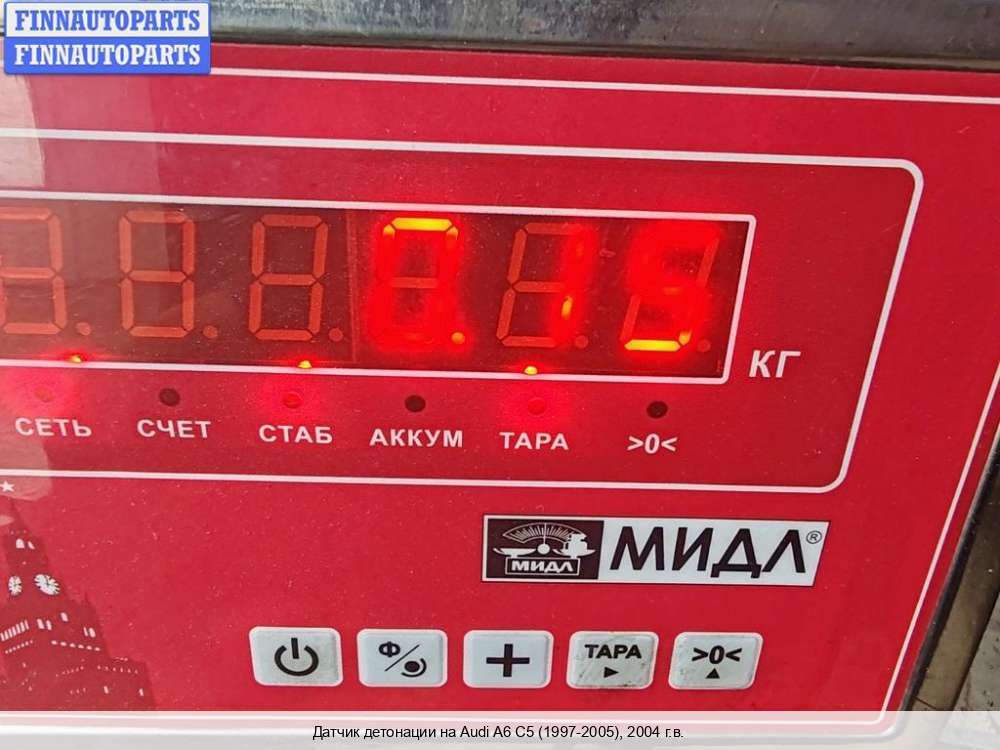 FINNAUTOPARTS
FINNAUTOPARTS
0.15
КГ
СЕТЬ СЧЕТ СТАБ АККУМ ТАРА >0<
МИДЛ МИДЛ®
Ф ТАРА >0<
Датчик детонации на Audi A6 C5 (1997-2005), 2004 г.в.